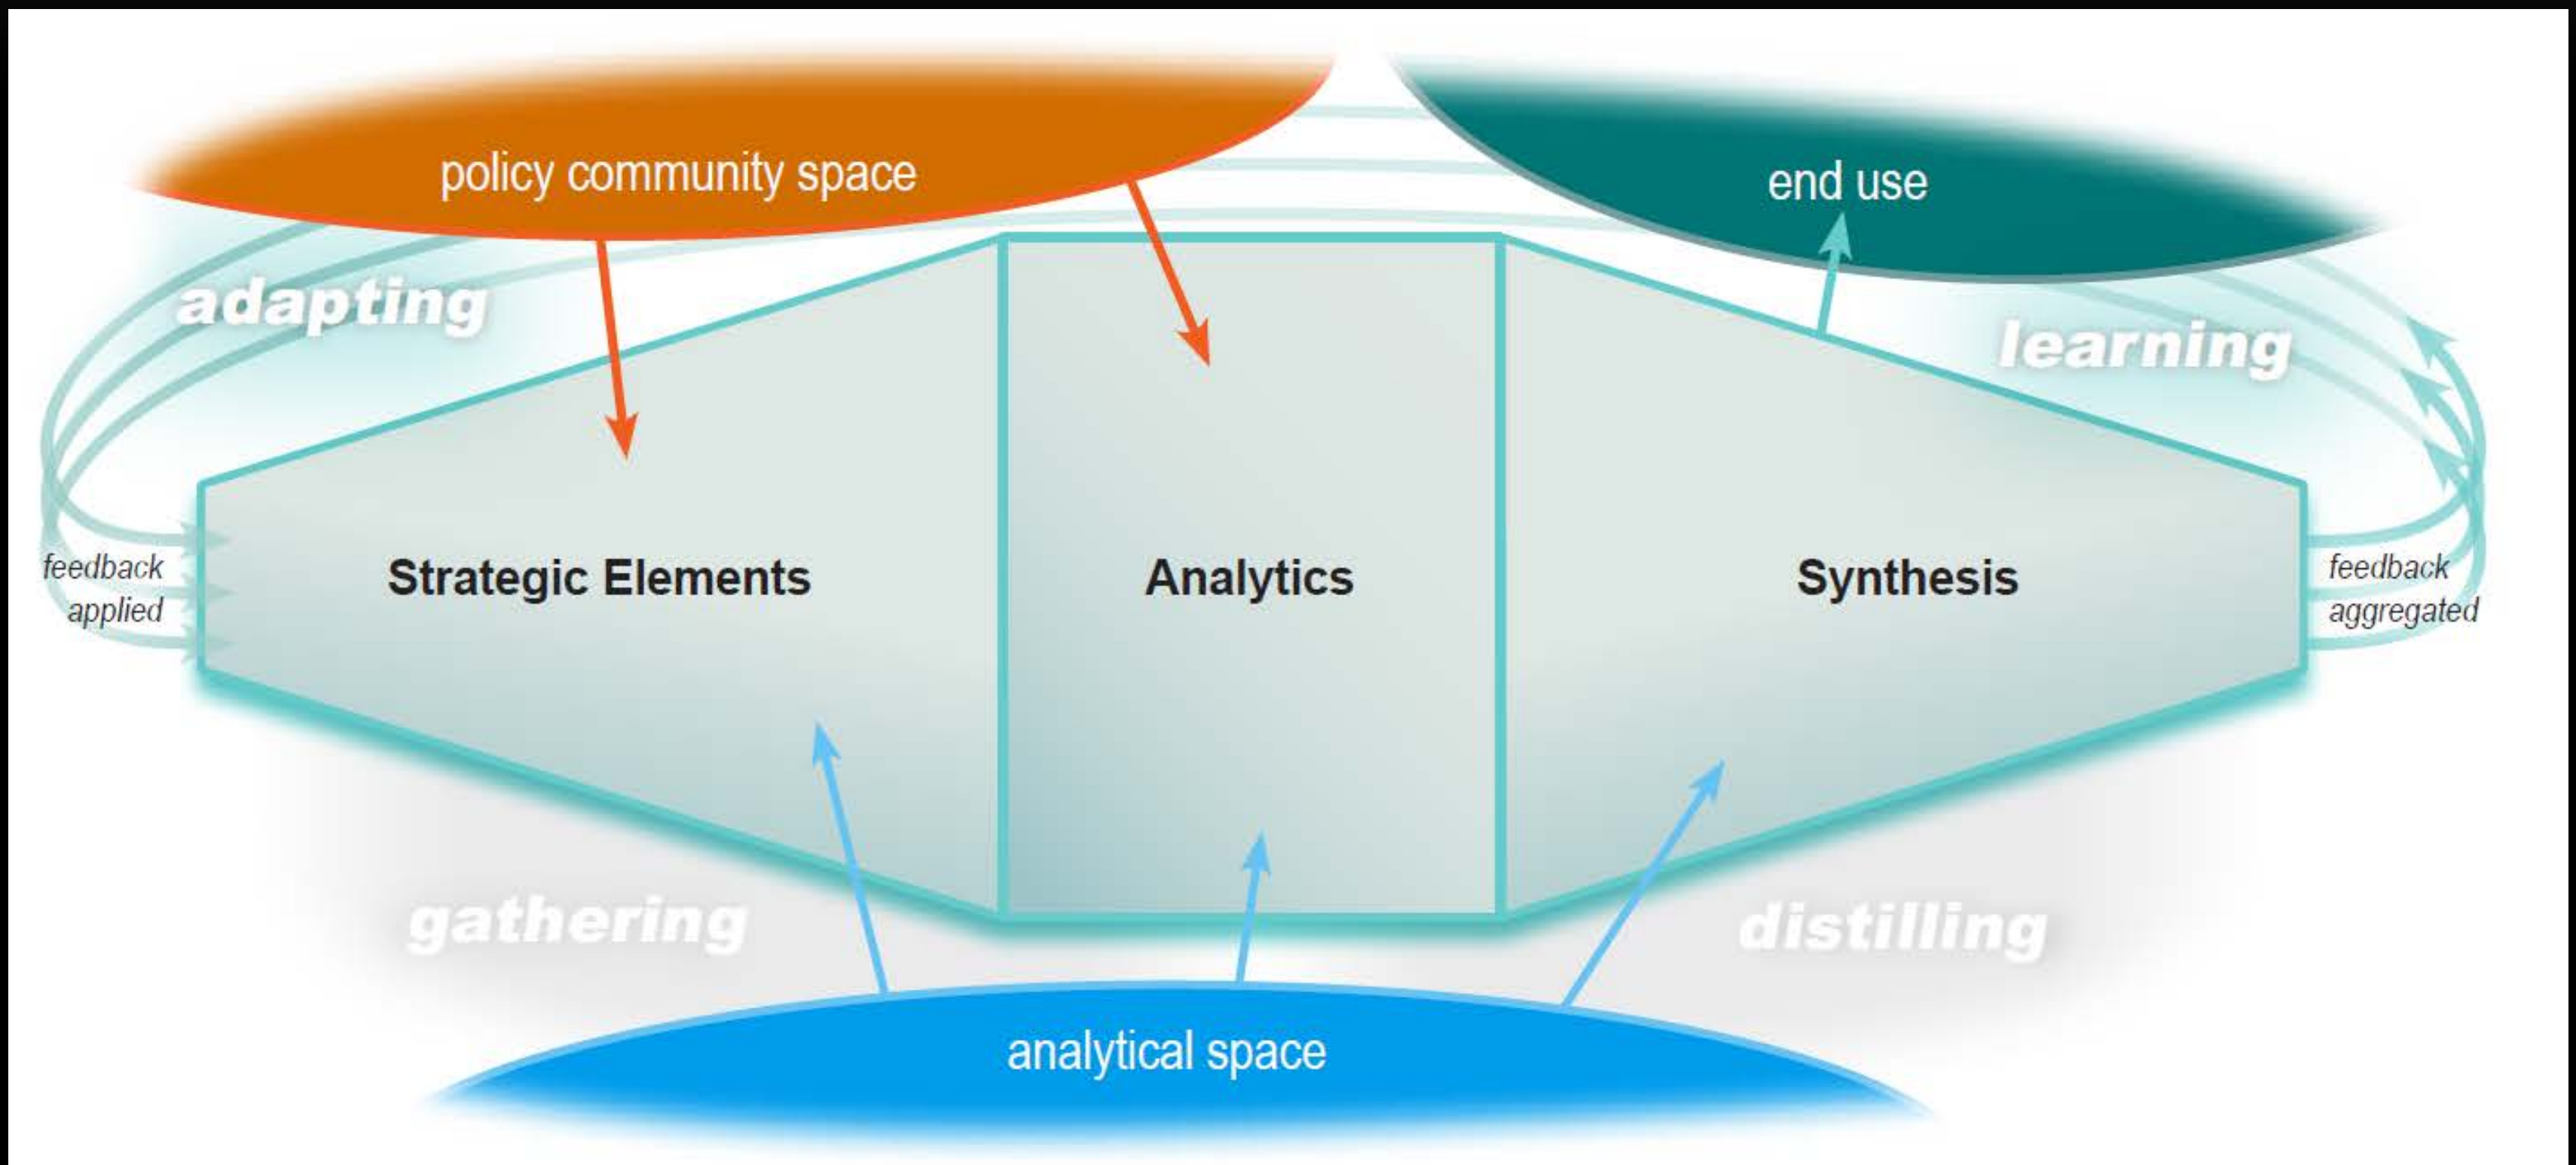 policy community space
end use
adapting
learning
feedback
applied
Strategic Elements
Analytics
Synthesis
feedback
aggregated
gathering
distilling
analytical space